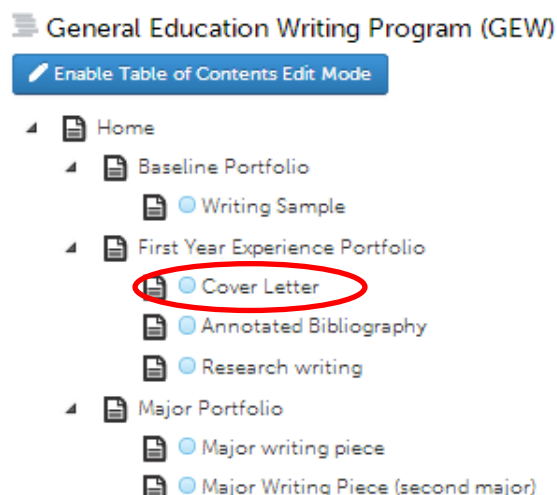 General Education Writing Program (GEW)
Enable Table of Contents Edit Mode
Home
Baseline Portfolio
Writing Sample
First Year Experience Portfolio
Cover Letter
Annotated Bibliography
Research writing
Major Portfolio
Major writing piece
Major Writing Piece (second major)